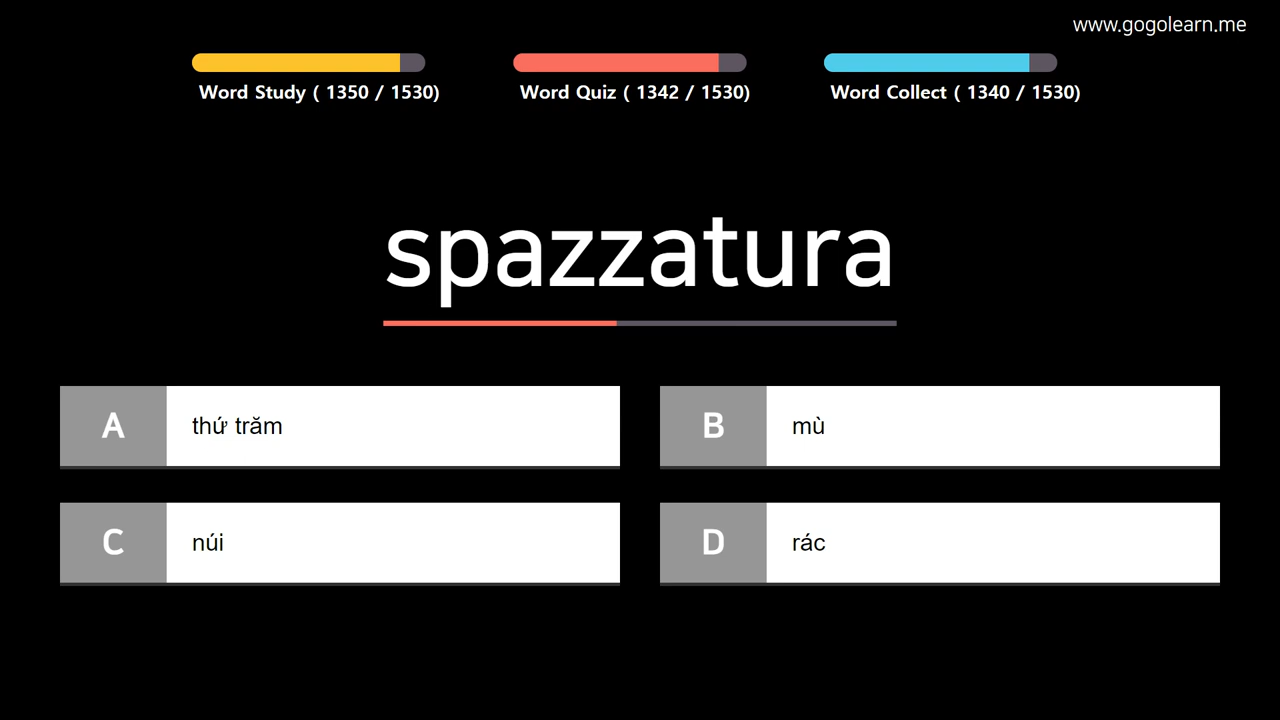 www.gogolearn.me
Word Study ( 1350 / 1530)
Word Quiz ( 1342 / 1530)
Word Collect ( 1340 / 1530)
spazzatura
A thứ trăm
B mù
C núi
D rác